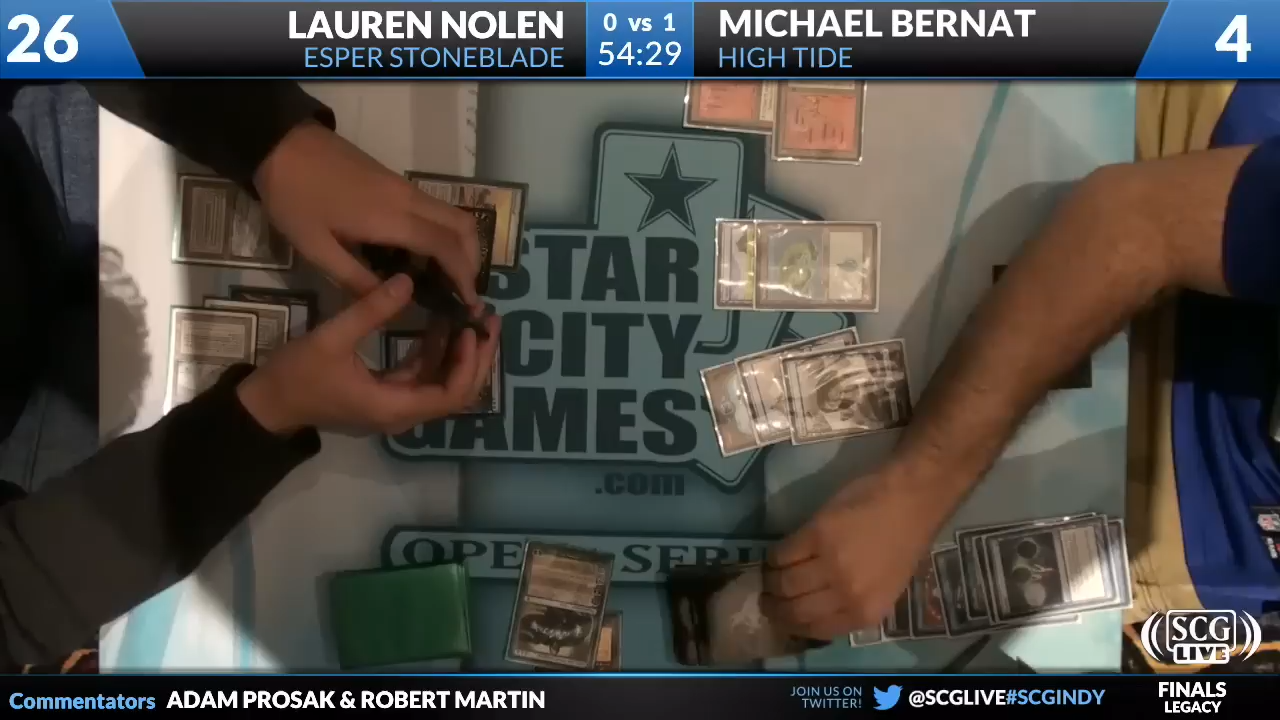 26
LAUREN NOLEN
ESPER STONEBLADE
0 vs 1
54:29
MICHAEL BERNAT
HIGH TIDE
4
STAR
CITY
GAMES
.com
OPEN SERI
Commentators ADAM PROSAK & ROBERT MARTIN
JOIN US ON
TWITTER!
@SCGLIVE#SCGINDY
SCG
LIVE
FINALS
LEGACY